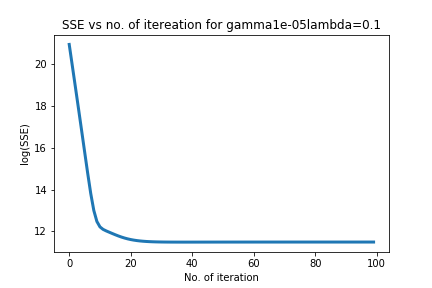 SSE vs no. of itereation for gamma1e-05lambda=0.1
log(SSE)
20
18
16
14
12
0 20 40 60 80 100
No. of iteration